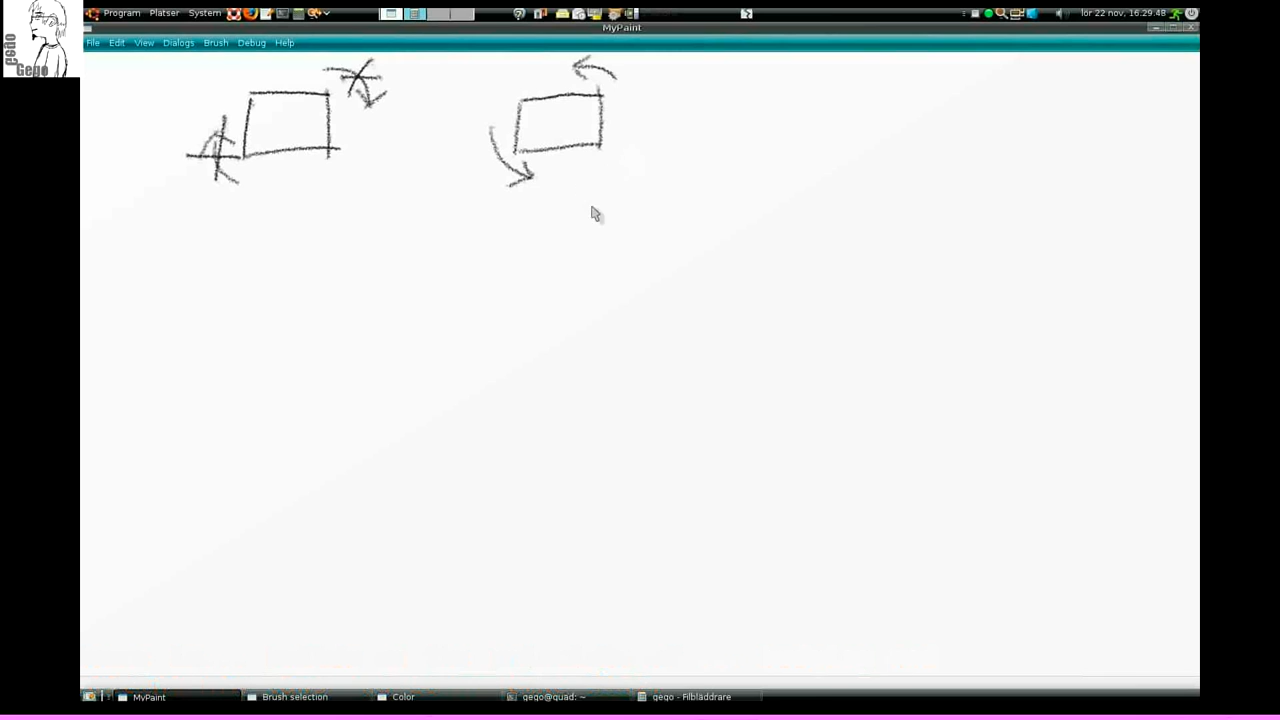 Program Platser System lör 22 nov, 16.29.48
MyPaint
File Edit View Dialogs Brush Debug Help
Gego
Gego
MyPaint Brush selection Color gego@quad: ~ gego - Filbläddrare